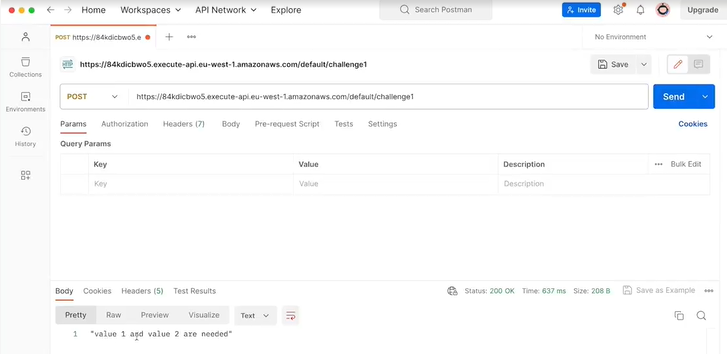 Home Workspaces API Network Explore Search Postman Invite Upgrade
POST https://84kdicbwo5.e No Environment
https://84kdicbwo5.execute-api.eu-west-1.amazonaws.com/default/challenge1 Save
Collections
POST https://84kdicbwo5.execute-api.eu-west-1.amazonaws.com/default/challenge1 Send
Environments
Params Authorization Headers (7) Body Pre-request Script Tests Settings Cookies
History
Query Params
Key Value Description Bulk Edit
Key Value Description
Body Cookies Headers (5) Test Results Status: 200 OK Time: 637 ms Size: 208 B Save as Example
Pretty Raw Preview Visualize Text
1 "value 1 and value 2 are needed"